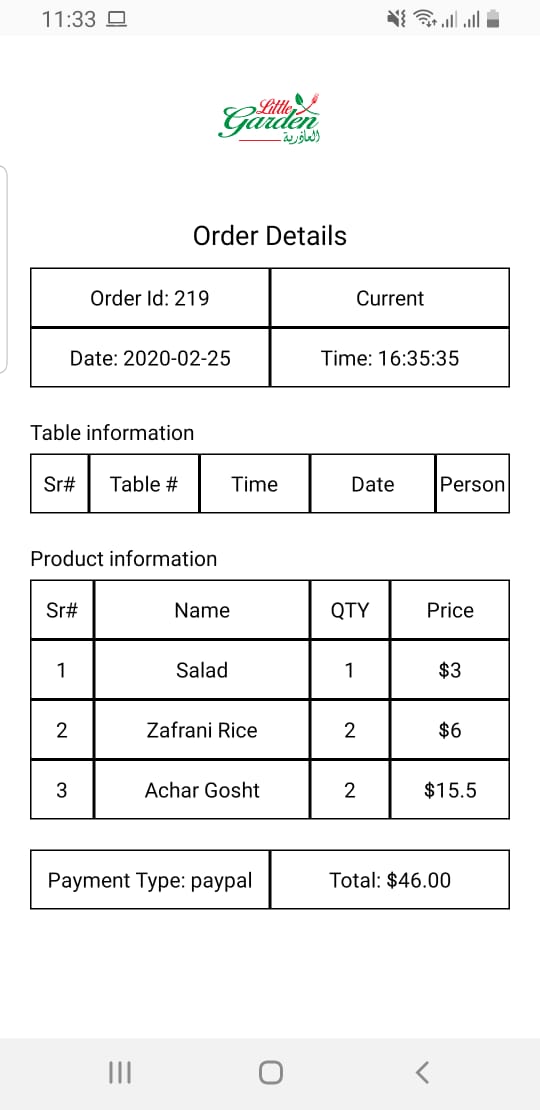 11:33
Little
Garden
العاذرية
Order Details
Order Id: 219 Current
Date: 2020-02-25 Time: 16:35:35
Table information
Sr# Table # Time Date Person
Product information
Sr# Name QTY Price
1 Salad 1 $3
2 Zafrani Rice 2 $6
3 Achar Gosht 2 $15.5
Payment Type: paypal Total: $46.00